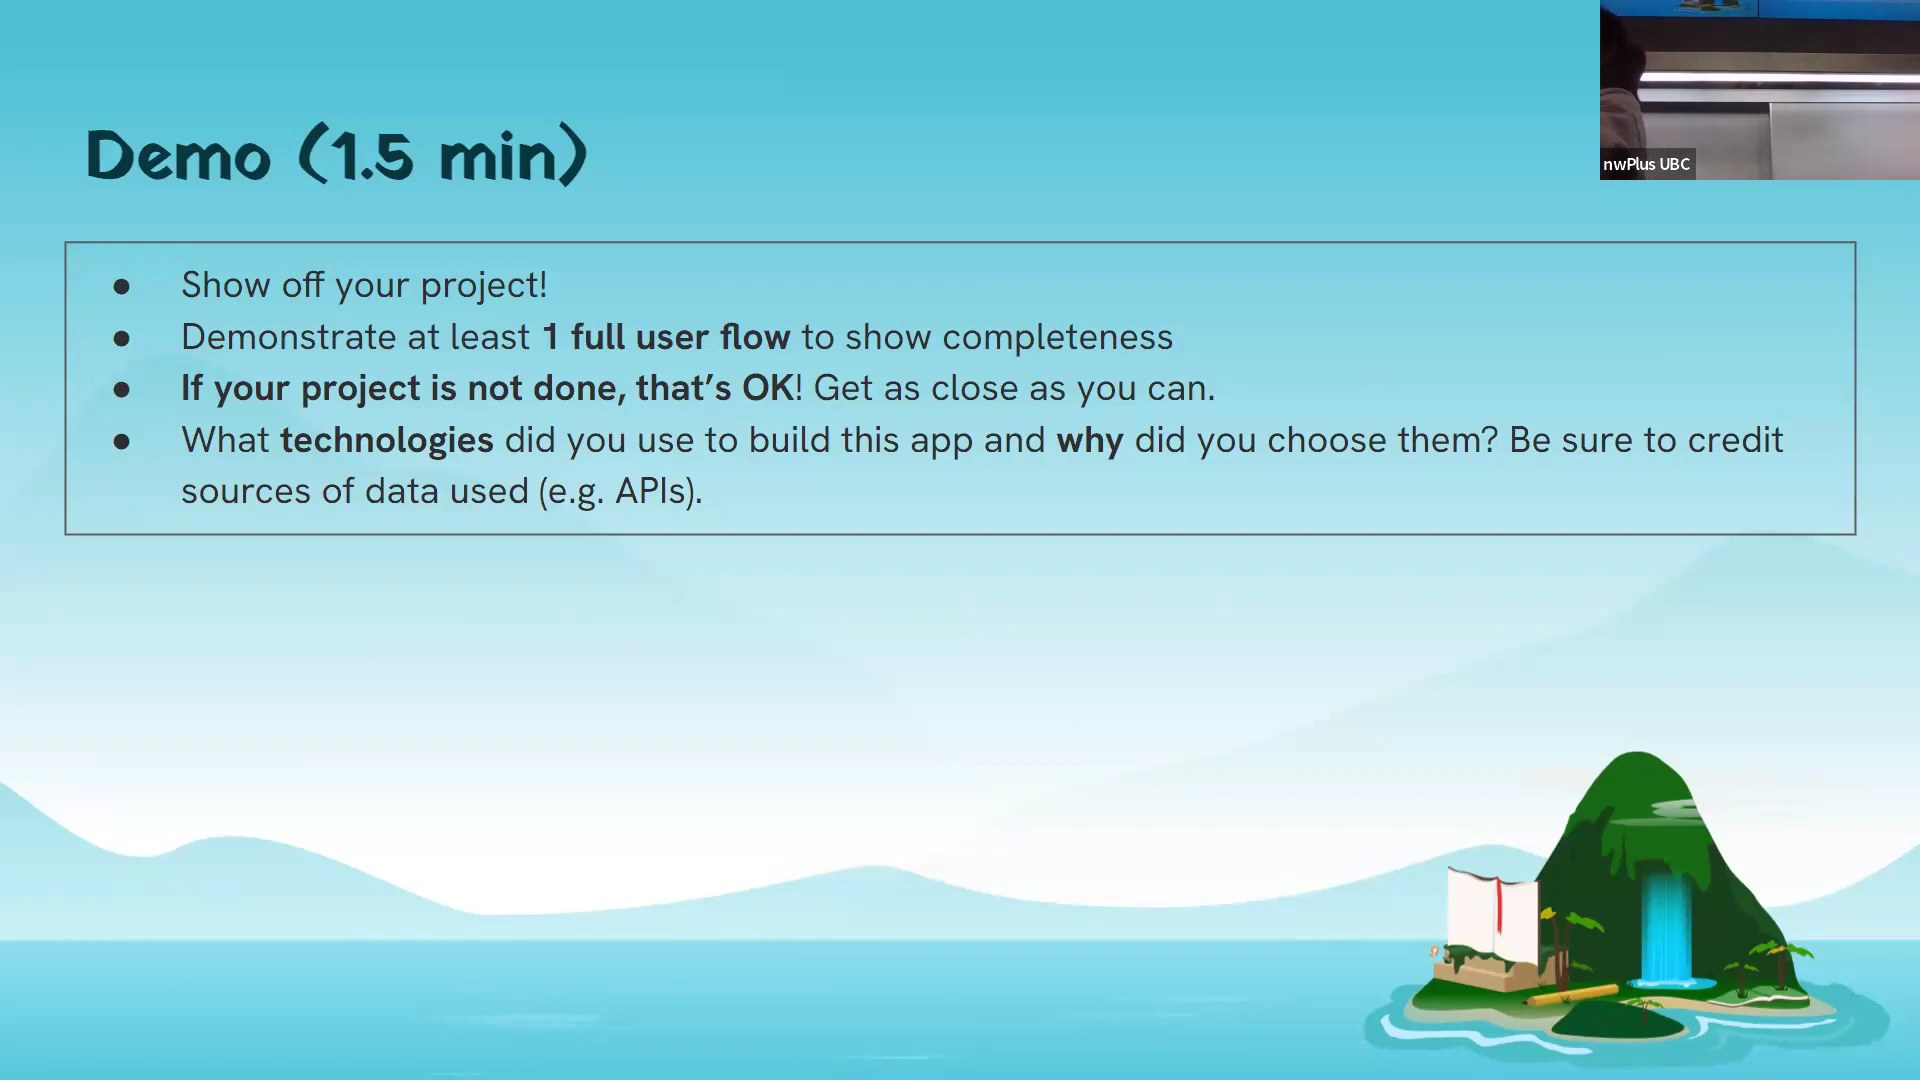 Demo (1.5 min)
nwPlus UBC
● Show off your project!
● Demonstrate at least 1 full user flow to show completeness
● If your project is not done, that’s OK! Get as close as you can.
● What technologies did you use to build this app and why did you choose them? Be sure to credit
sources of data used (e.g. APIs).